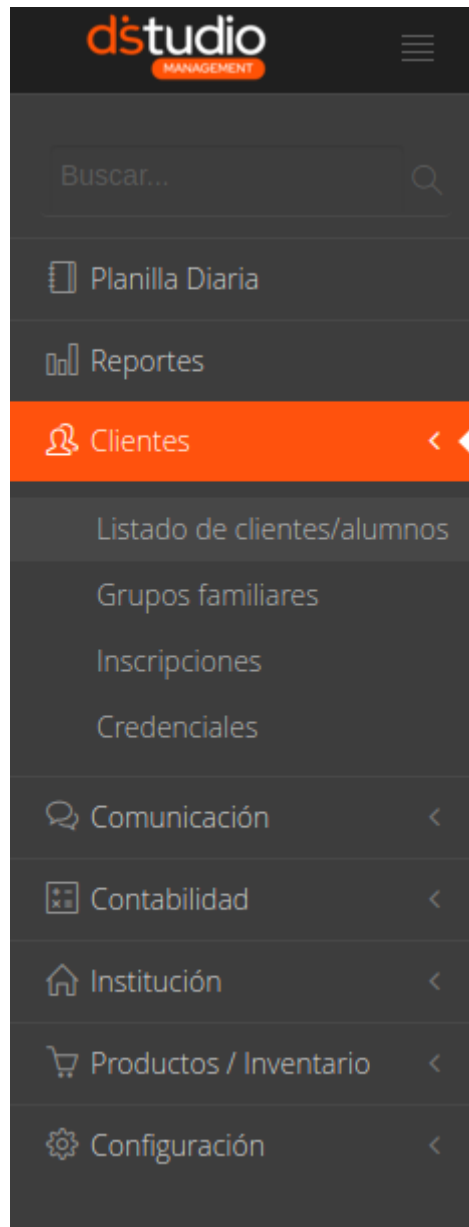 dstudio
MANAGEMENT
Buscar...
Planilla Diaria
Reportes
Clientes
Listado de clientes/alumnos
Grupos familiares
Inscripciones
Credenciales
Comunicación
Contabilidad
Institución
Productos / Inventario
Configuración